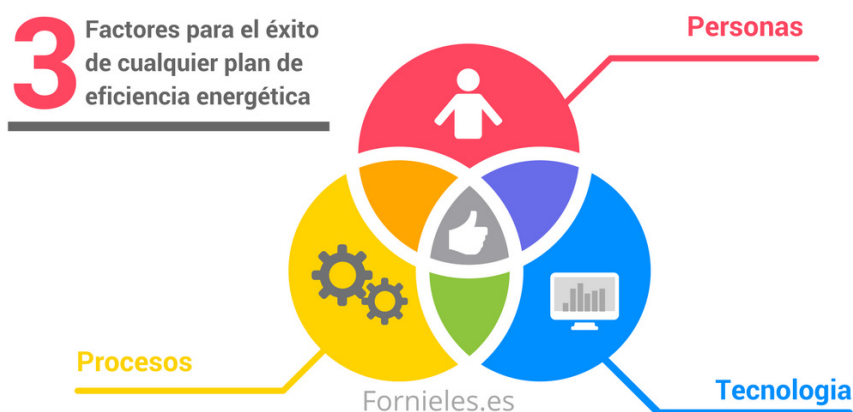 3
Factores para el éxito
de cualquier plan de
eficiencia energética
Personas
Procesos
Tecnologia
Fornieles.es